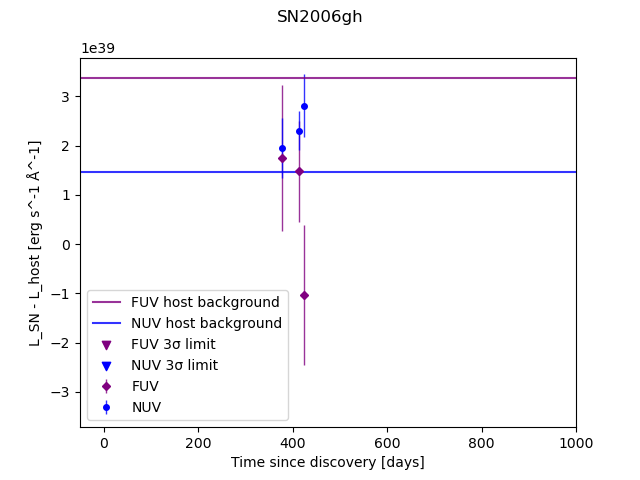 SN2006gh
1e39
L_SN - L_host [erg s^-1 Å^-1]
3
2
1
0
−1
−2
−3
FUV host background
NUV host background
FUV 3σ limit
NUV 3σ limit
FUV
NUV
0
200
400
600
800
1000
Time since discovery [days]